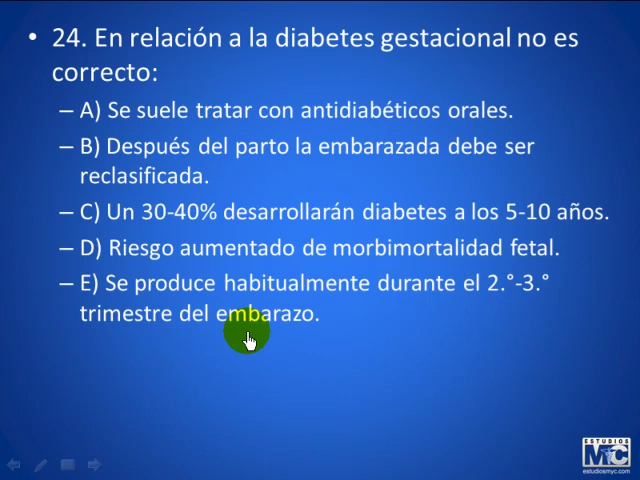 • 24. En relación a la diabetes gestacional no es
correcto:
– A) Se suele tratar con antidiabéticos orales.
– B) Después del parto la embarazada debe ser
reclasificada.
– C) Un 30-40% desarrollarán diabetes a los 5-10 años.
– D) Riesgo aumentado de morbimortalidad fetal.
– E) Se produce habitualmente durante el 2.°-3.°
trimestre del embarazo.
ESTUDIOS
MyC
estudiosmyc.com